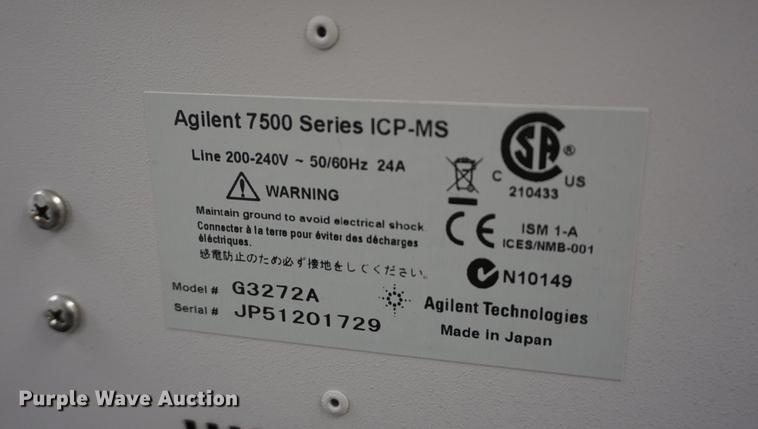 Agilent 7500 Series ICP-MS
Line 200-240V ~ 50/60Hz 24A
WARNING
Maintain ground to avoid electrical shock
Connecter à la terre pour éviter des décharges
éléctriques.
感電防止のため必ず接地をしてください。
Model # G3272A
Serial # JP51201729
SA ®
C US
210433
CE ISM 1-A
ICES/NMB-001
N10149
Agilent Technologies
Made in Japan
Purple Wave Auction